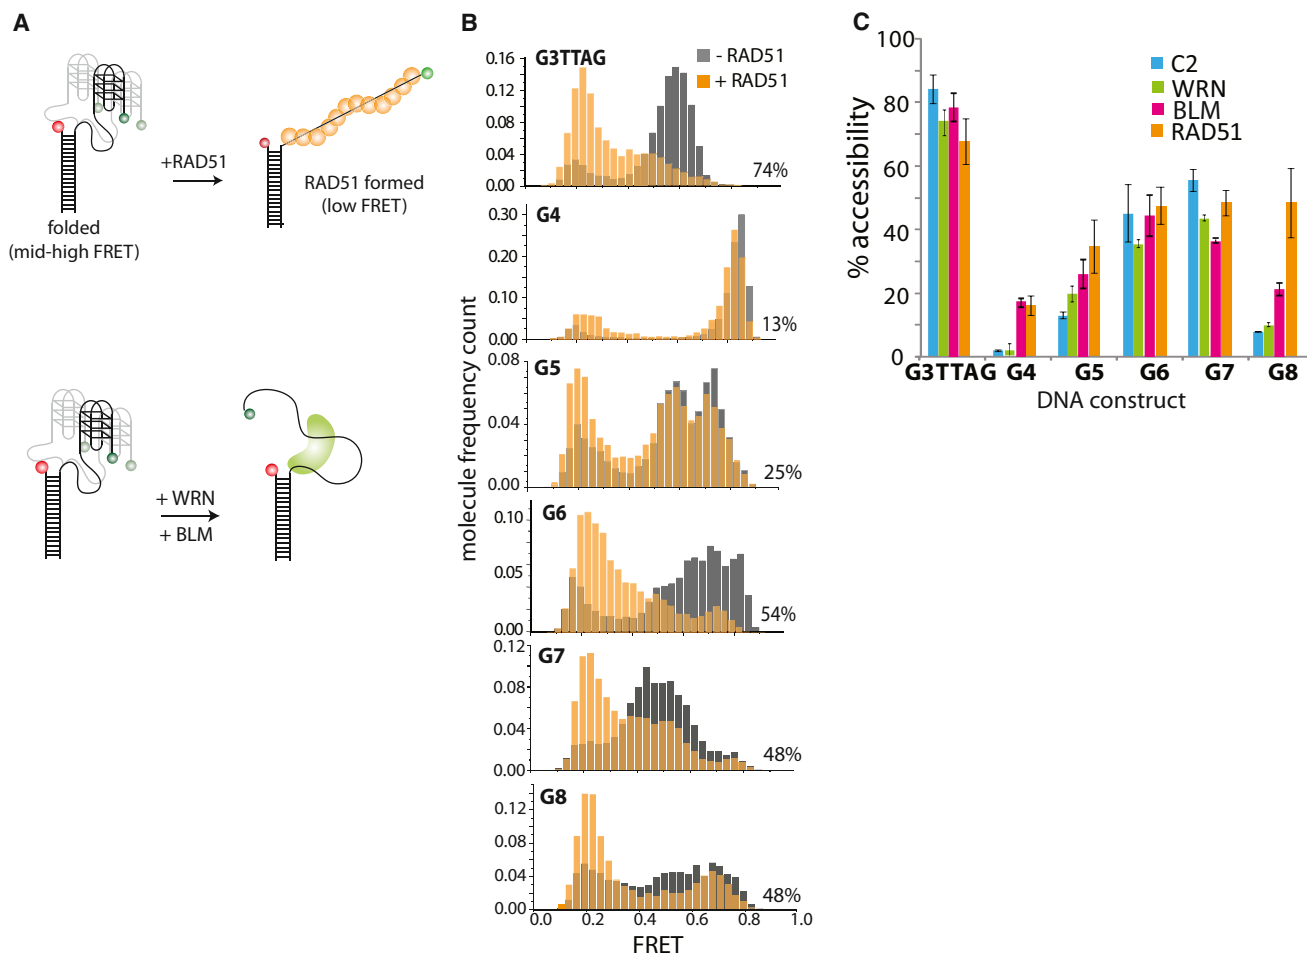 A
+RAD51
folded
(mid-high FRET)
RAD51 formed
(low FRET)
+ WRN
+ BLM
B
molecule frequency count
G3TTAG
- RAD51
+ RAD51
0.16
0.12
0.08
0.04
0.00
74%
G4
0.30
0.20
0.10
0.00
13%
G5
0.08
0.04
0.00
25%
G6
0.10
0.05
0.00
54%
G7
0.12
0.08
0.04
0.00
48%
G8
0.12
0.08
0.04
0.00
48%
0.0 0.2 0.4 0.6 0.8 1.0
FRET
C
% accessibility
100
80
60
40
20
0
C2
WRN
BLM
RAD51
G3TTAG G4 G5 G6 G7 G8
DNA construct